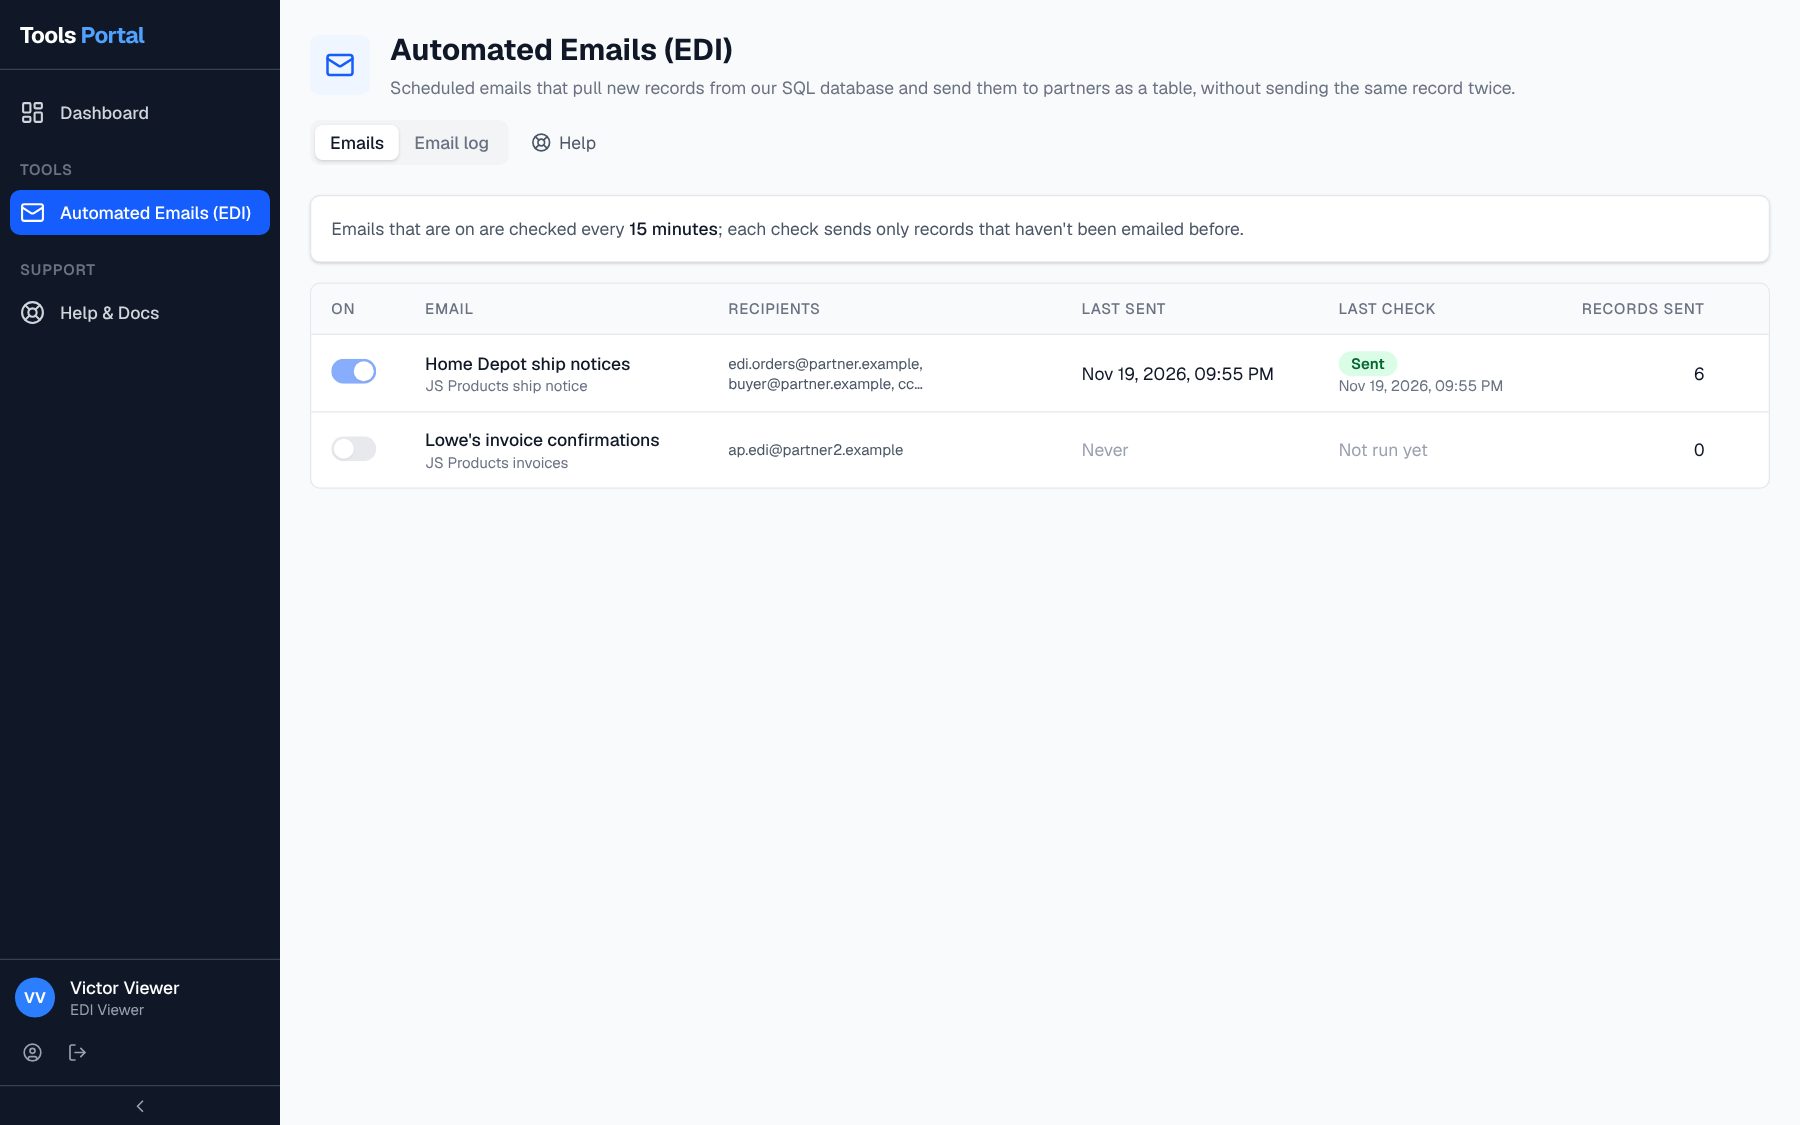 Tools Portal
Dashboard
TOOLS
Automated Emails (EDI)
SUPPORT
Help & Docs
VV
Victor Viewer
EDI Viewer
Automated Emails (EDI)
Scheduled emails that pull new records from our SQL database and send them to partners as a table, without sending the same record twice.
Emails
Email log
Help
Emails that are on are checked every 15 minutes; each check sends only records that haven't been emailed before.
ON
EMAIL
RECIPIENTS
LAST SENT
LAST CHECK
RECORDS SENT
Home Depot ship notices
JS Products ship notice
edi.orders@partner.example,
buyer@partner.example, cc…
Nov 19, 2026, 09:55 PM
Sent
Nov 19, 2026, 09:55 PM
6
Lowe's invoice confirmations
JS Products invoices
ap.edi@partner2.example
Never
Not run yet
0